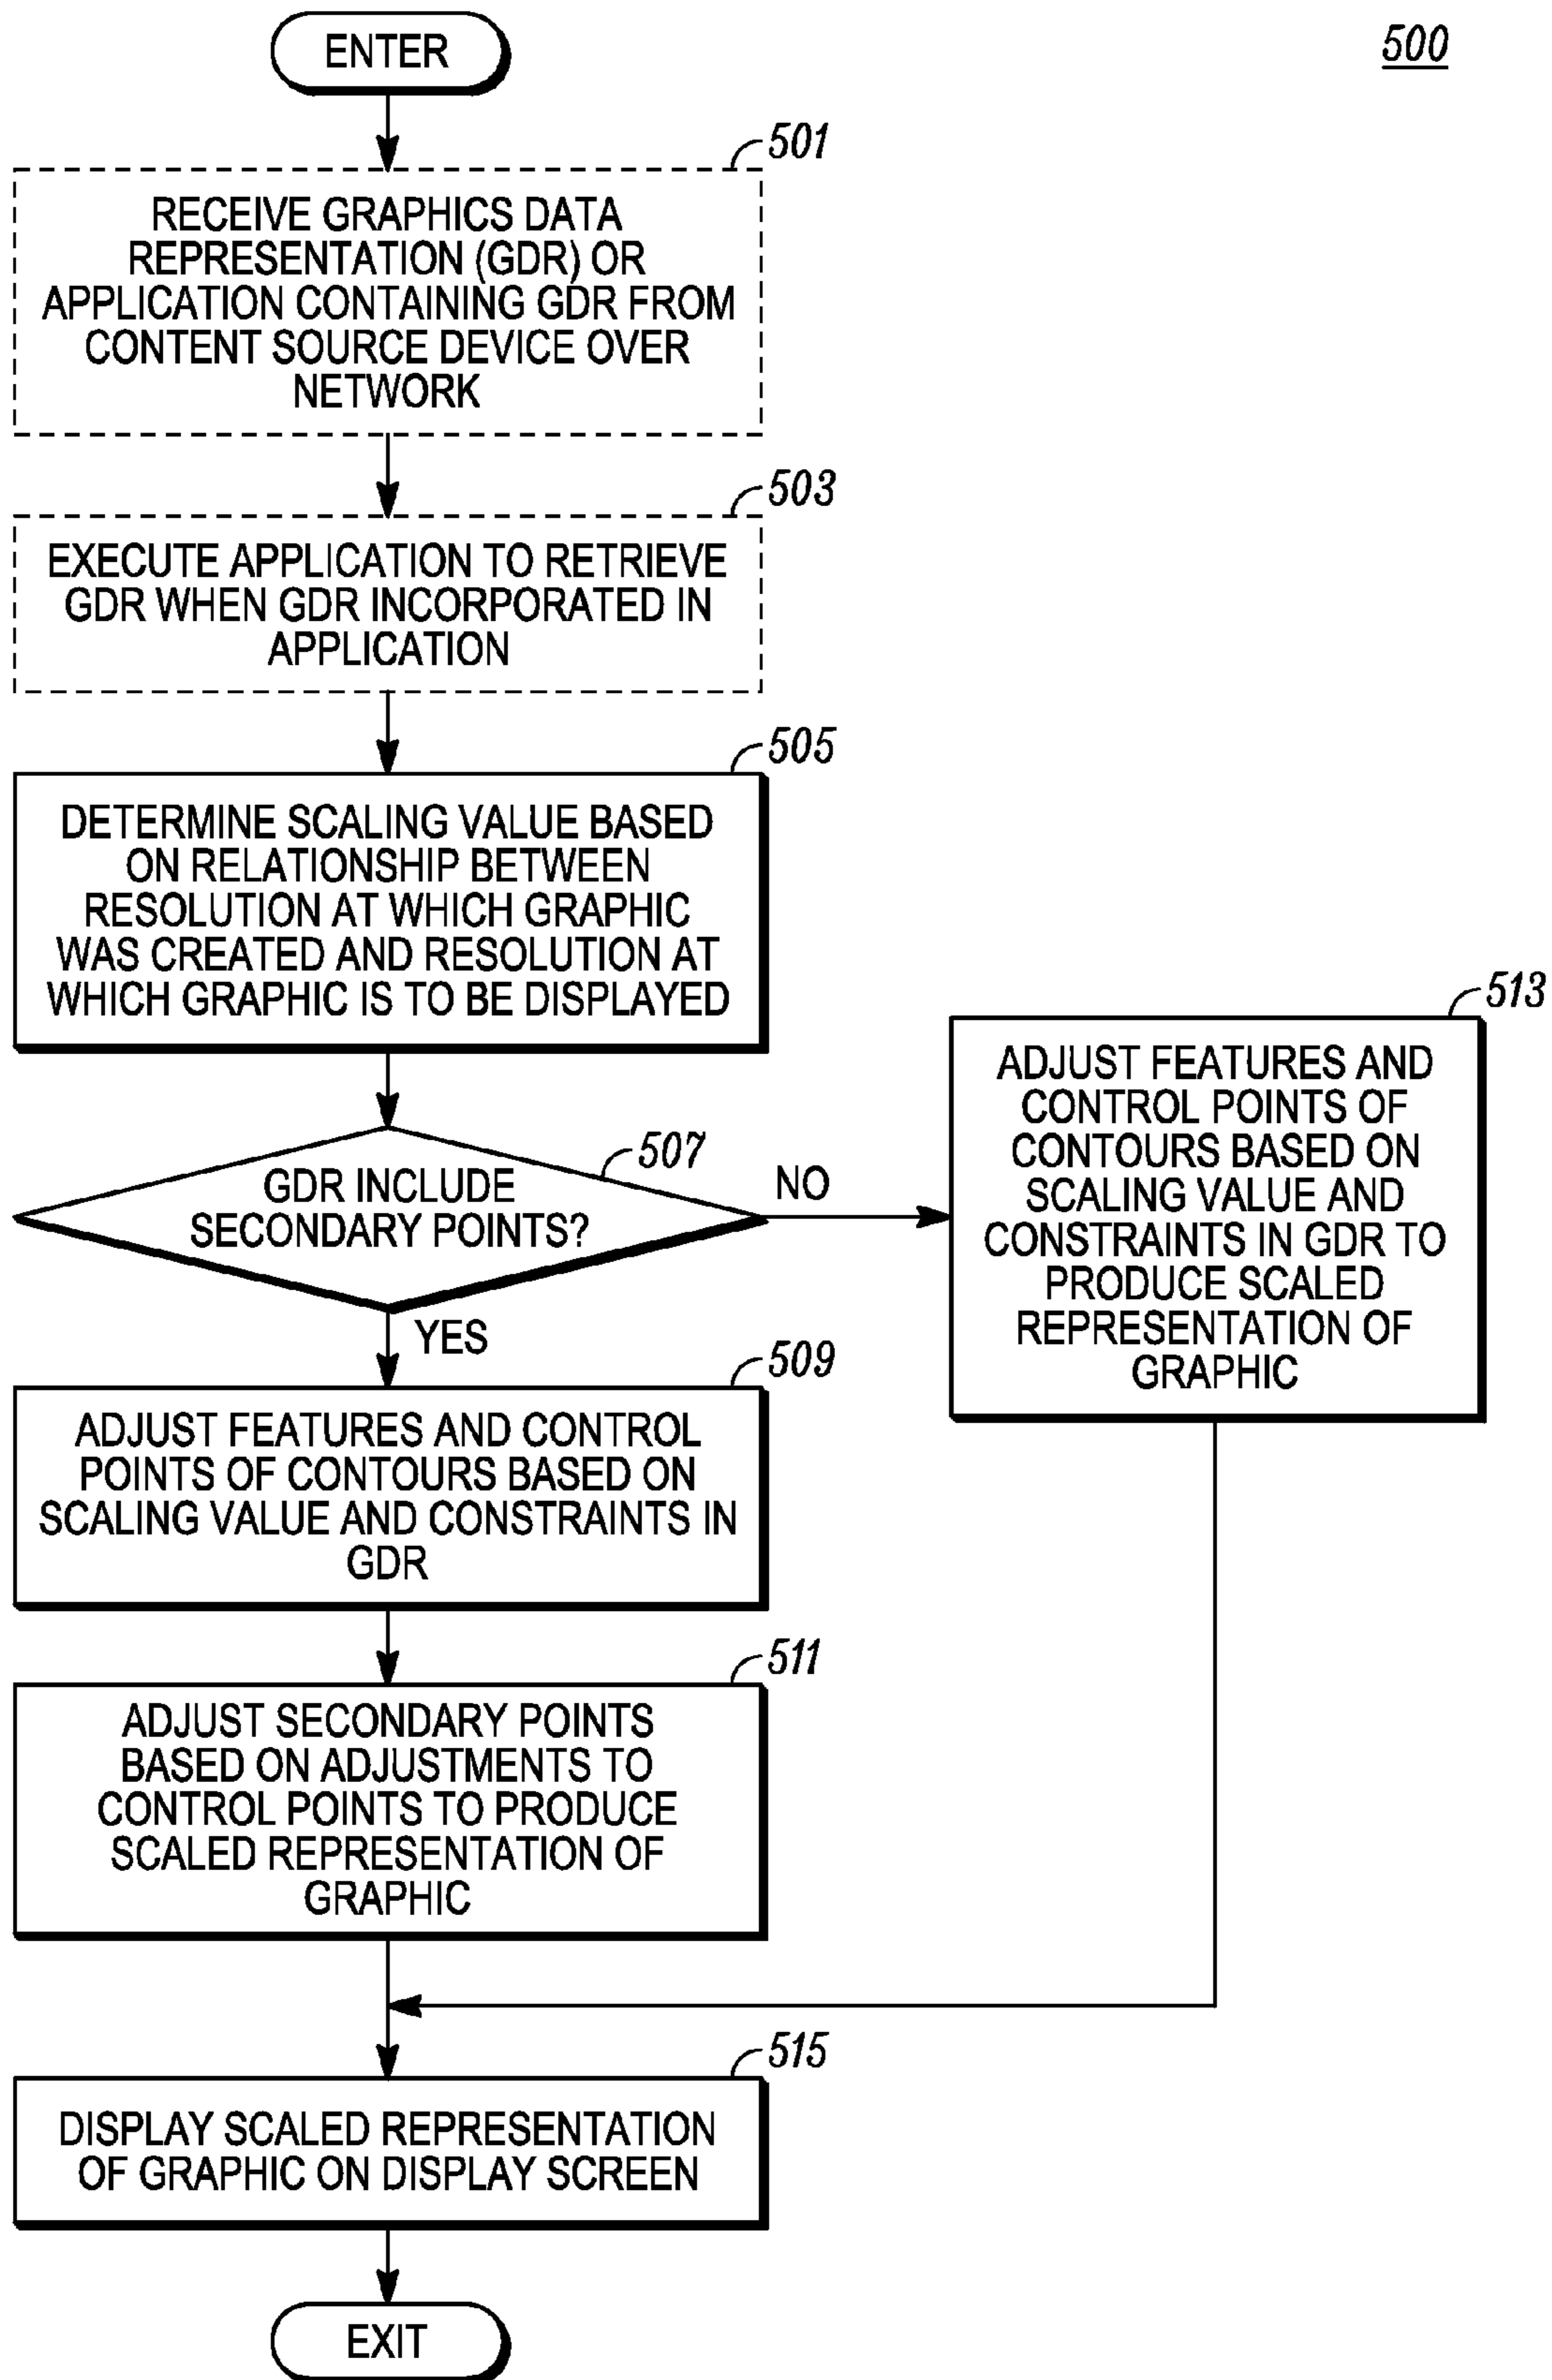 ENTER
500
501
RECEIVE GRAPHICS DATA
REPRESENTATION (GDR) OR
APPLICATION CONTAINING GDR FROM
CONTENT SOURCE DEVICE OVER
NETWORK
503
EXECUTE APPLICATION TO RETRIEVE
GDR WHEN GDR INCORPORATED IN
APPLICATION
505
DETERMINE SCALING VALUE BASED
ON RELATIONSHIP BETWEEN
RESOLUTION AT WHICH GRAPHIC
WAS CREATED AND RESOLUTION AT
WHICH GRAPHIC IS TO BE DISPLAYED
507
GDR INCLUDE
SECONDARY POINTS?
NO
513
ADJUST FEATURES AND
CONTROL POINTS OF
CONTOURS BASED ON
SCALING VALUE AND
CONSTRAINTS IN GDR TO
PRODUCE SCALED
REPRESENTATION OF
GRAPHIC
YES
509
ADJUST FEATURES AND CONTROL
POINTS OF CONTOURS BASED ON
SCALING VALUE AND CONSTRAINTS IN
GDR
511
ADJUST SECONDARY POINTS
BASED ON ADJUSTMENTS TO
CONTROL POINTS TO PRODUCE
SCALED REPRESENTATION OF
GRAPHIC
515
DISPLAY SCALED REPRESENTATION
OF GRAPHIC ON DISPLAY SCREEN
EXIT